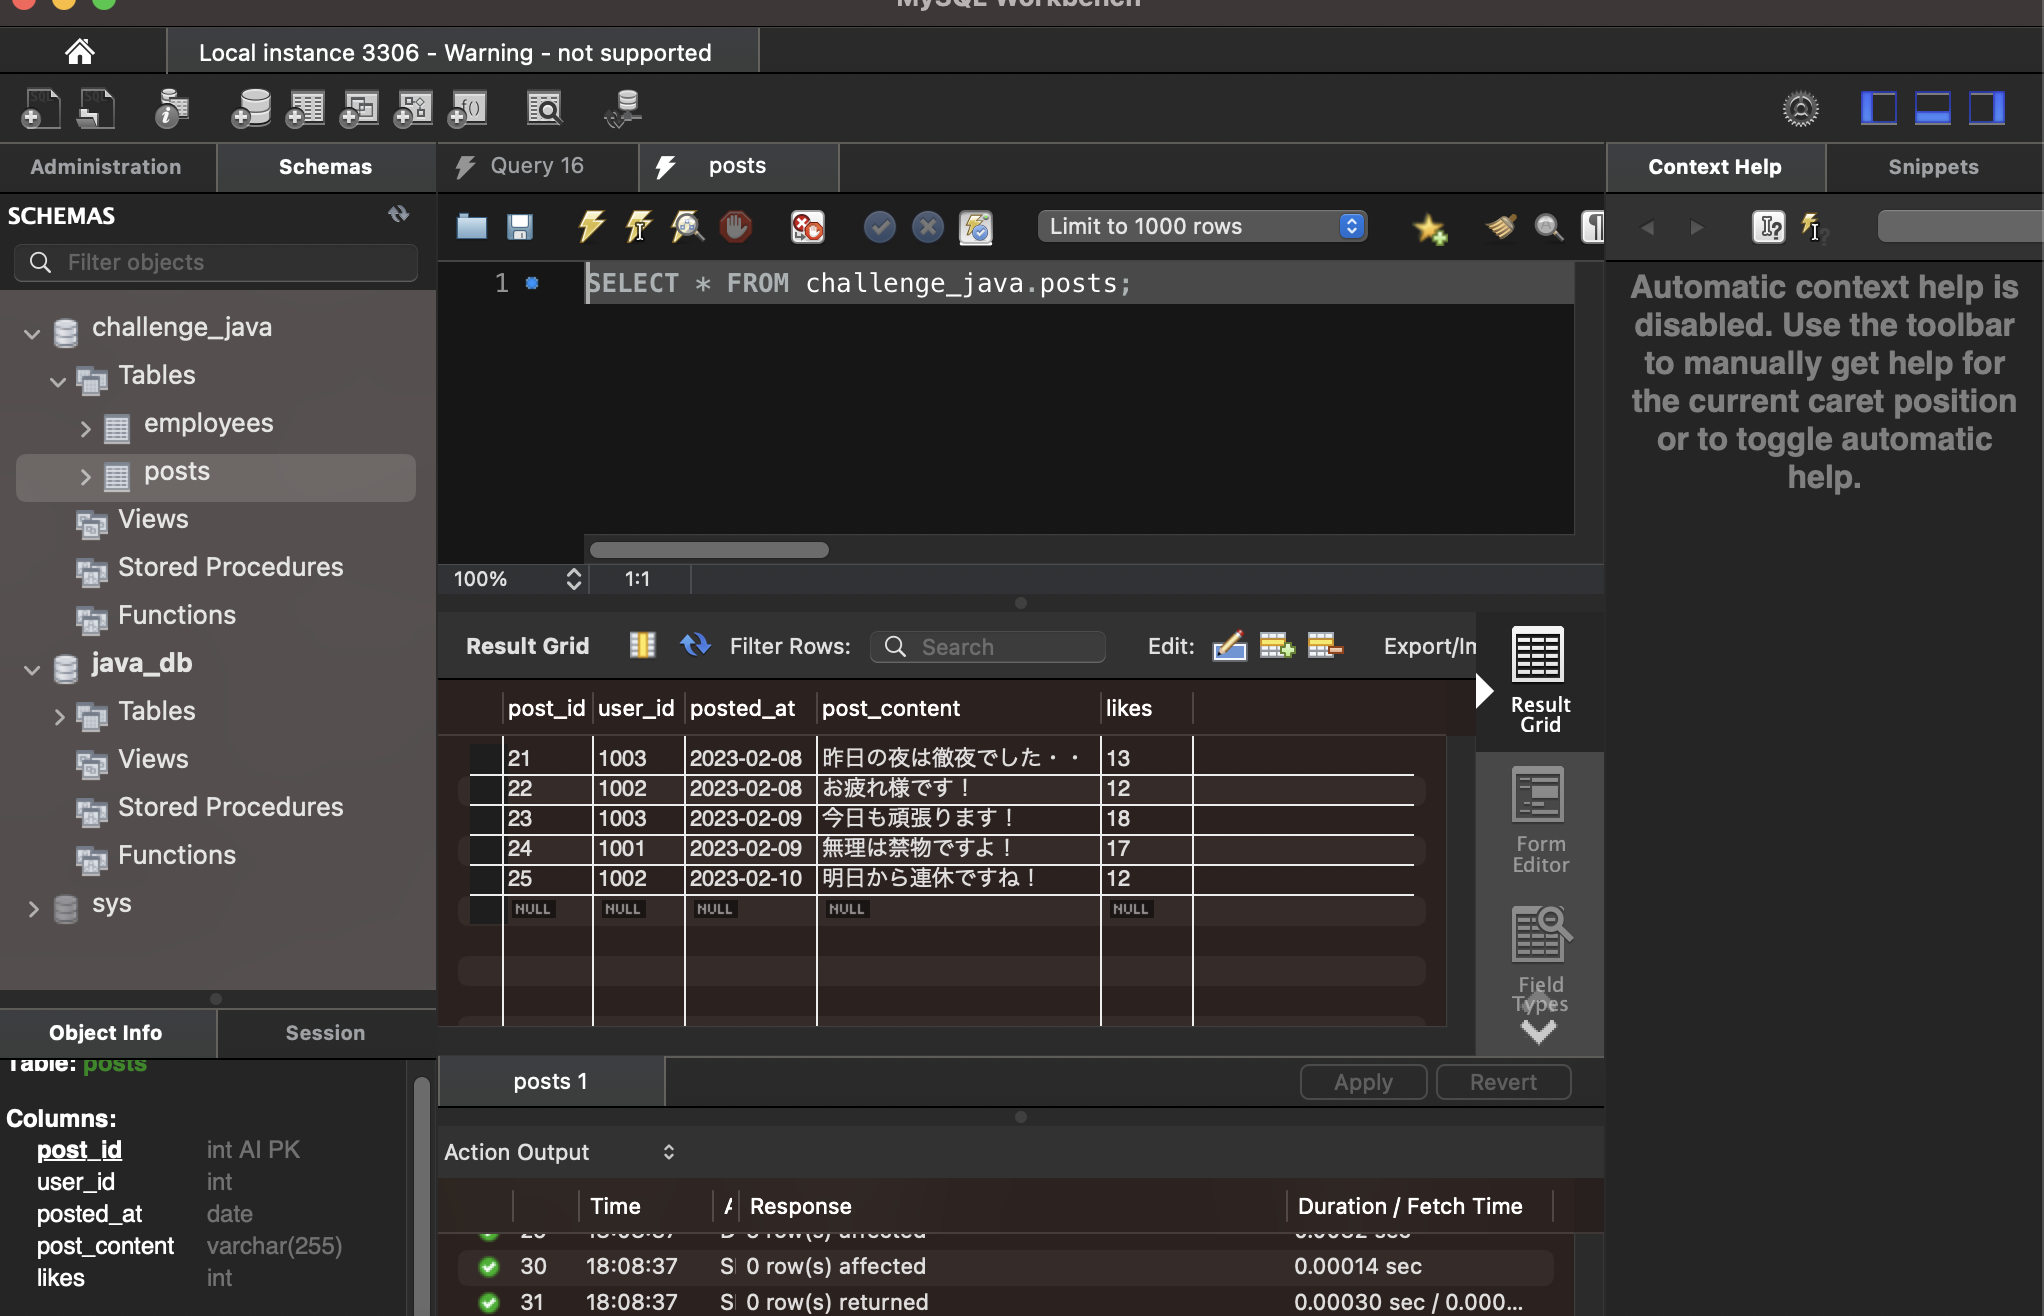 MySQL Workbench
Local instance 3306 - Warning - not supported
Administration
Schemas
Query 16
posts
Context Help
Snippets
SCHEMAS
Filter objects
Limit to 1000 rows
1
SELECT * FROM challenge_java.posts;
Automatic context help is
disabled. Use the toolbar
to manually get help for
the current caret position
or to toggle automatic
help.
challenge_java
Tables
employees
posts
Views
Stored Procedures
Functions
java_db
Tables
Views
Stored Procedures
Functions
sys
100%
1:1
Result Grid
Filter Rows:
Search
Edit:
Export/Im
post_id user_id posted_at post_content likes
21 1003 2023-02-08 昨日の夜は徹夜でした・・ 13
22 1002 2023-02-08 お疲れ様です！ 12
23 1003 2023-02-09 今日も頑張ります！ 18
24 1001 2023-02-09 無理は禁物ですよ！ 17
25 1002 2023-02-10 明日から連休ですね！ 12
NULL NULL NULL NULL NULL
Result
Grid
Form
Editor
Field
Types
posts 1
Apply
Revert
Object Info
Session
Table: posts
Columns:
post_id int AI PK
user_id int
posted_at date
post_content varchar(255)
likes int
Action Output
Time Response Duration / Fetch Time
30 18:08:37 0 row(s) affected 0.00014 sec
31 18:08:37 0 row(s) returned 0.00030 sec / 0.000...